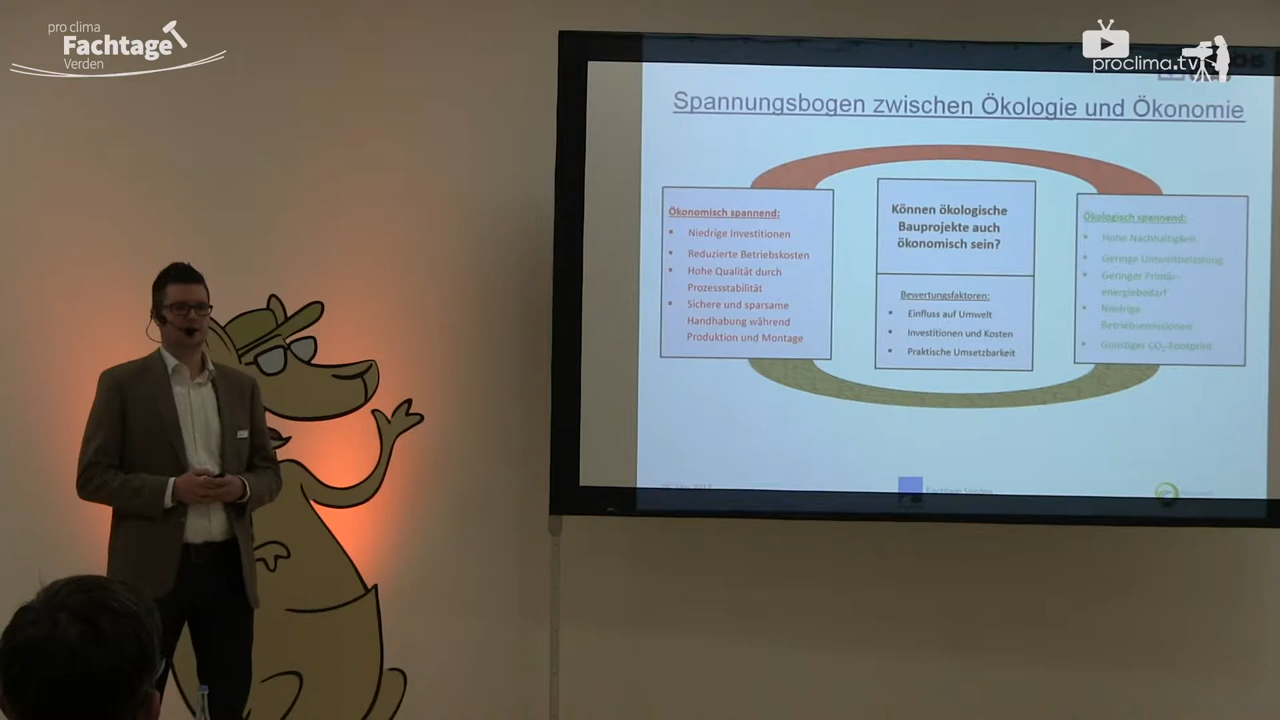 pro clima
Fachtage
Verden
proclima.tv
Spannungsbogen zwischen Ökologie und Ökonomie
Ökonomisch spannend:
Niedrige Investitionen
Reduzierte Betriebskosten
Hohe Qualität durch
Prozessstabilität
Sichere und sparsame
Handhabung während
Produktion und Montage
Können ökologische
Bauprojekte auch
ökonomisch sein?
Bewertungsfaktoren:
Einfluss auf Umwelt
Investitionen und Kosten
Praktische Umsetzbarkeit
Ökologisch spannend:
Hohe Nachhaltigkeit
Geringe Umweltbelastung
Geringer Primär-
energiebedarf
Niedrige
Betriebsemissionen
Günstiger CO₂-Footprint
Fachtage Verden